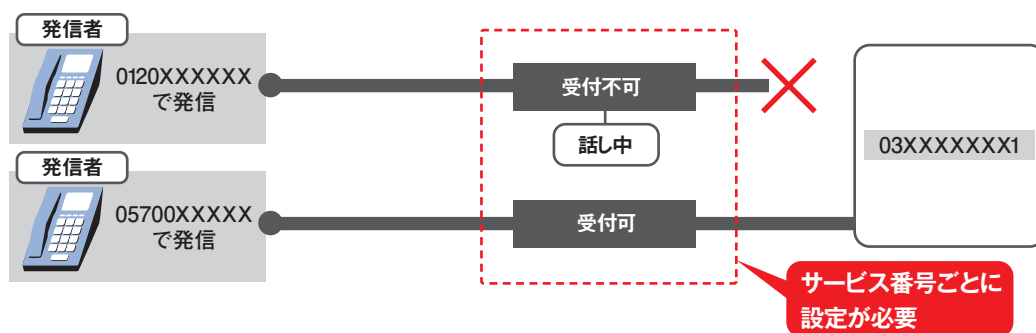 発信者
0120XXXXXX
で発信
受付不可
話し中
03XXXXXXX1
発信者
05700XXXXX
で発信
受付可
サービス番号ごとに
設定が必要